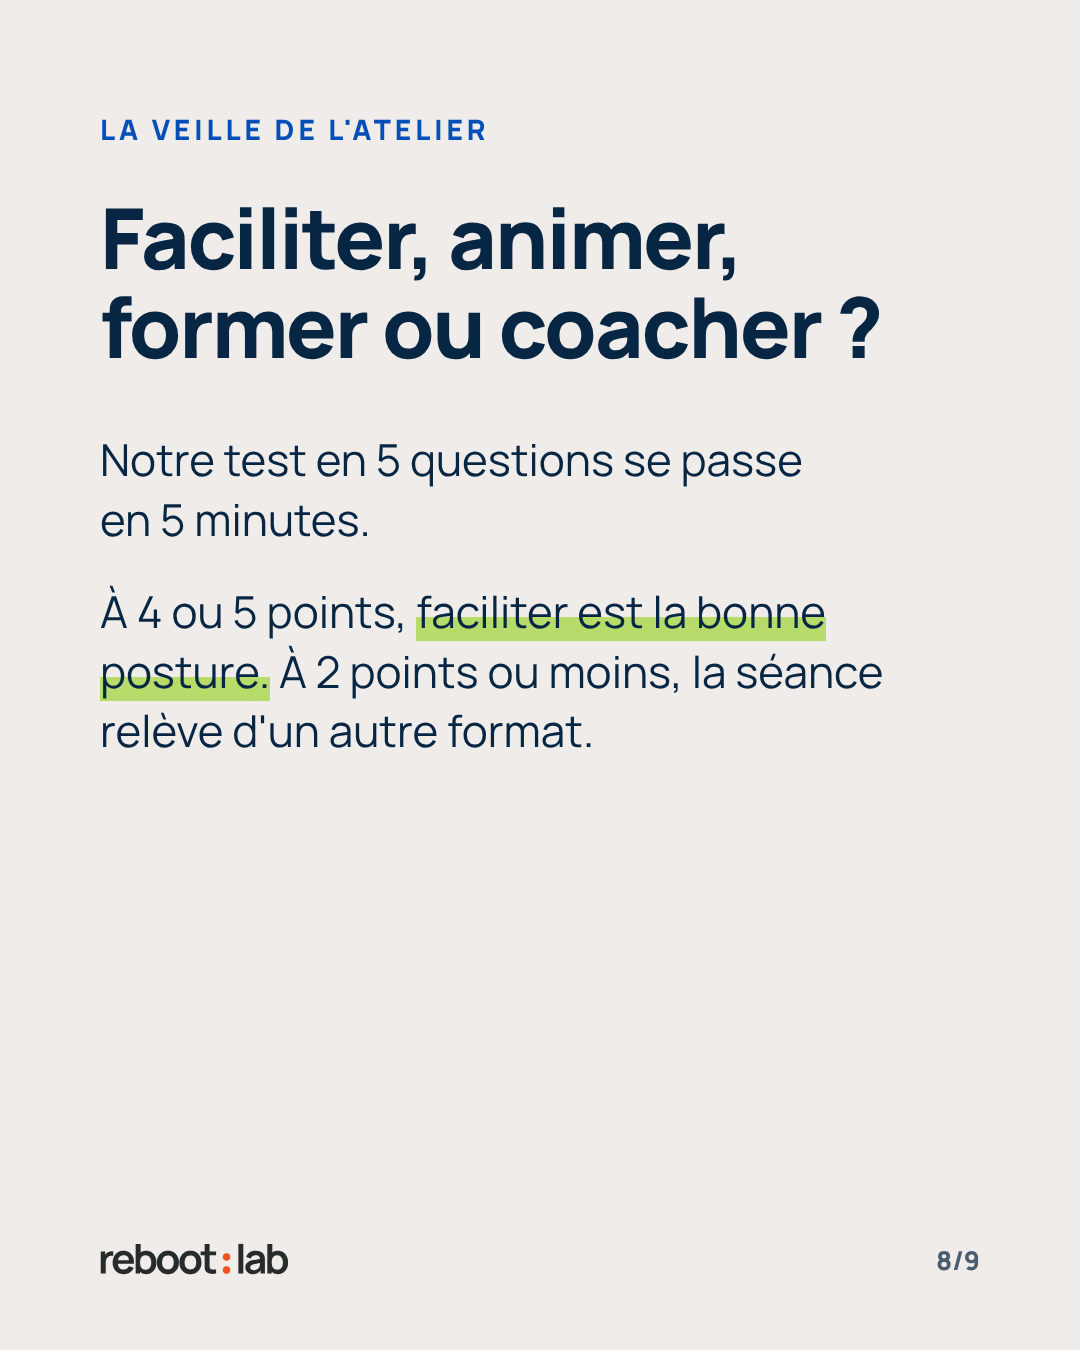 LA VEILLE DE L'ATELIER
Faciliter, animer,
former ou coacher ?
Notre test en 5 questions se passe
en 5 minutes.
À 4 ou 5 points, faciliter est la bonne
posture. À 2 points ou moins, la séance
relève d'un autre format.
reboot:lab
8/9